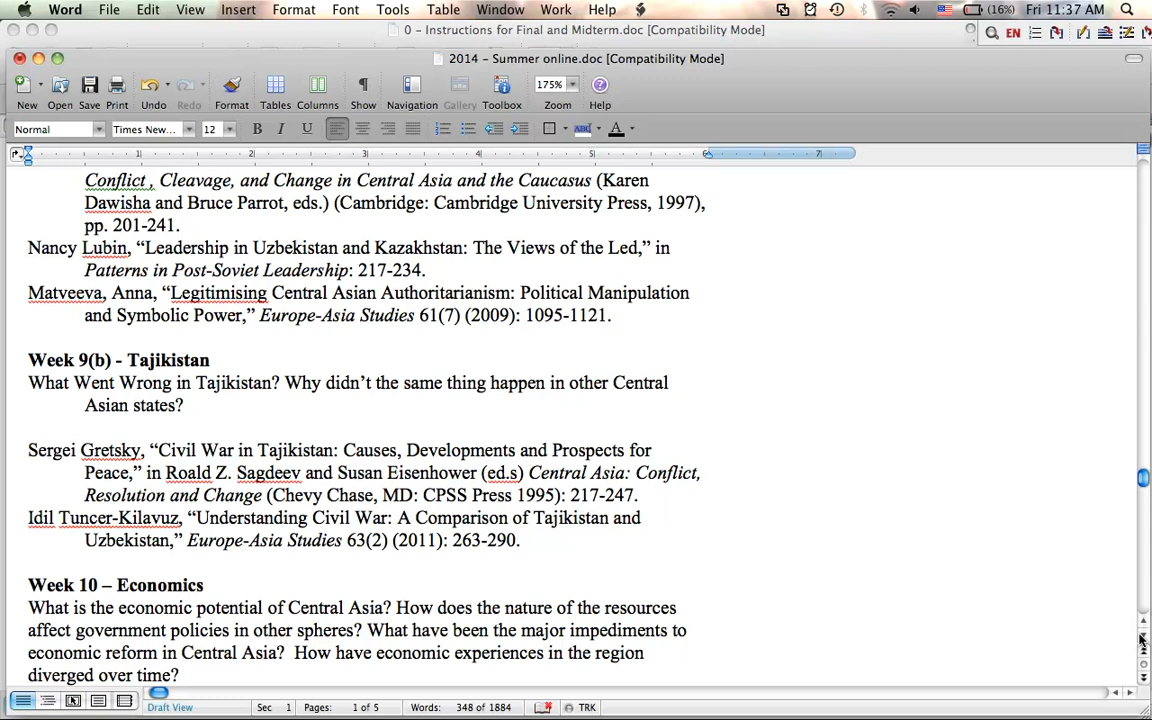 Word File Edit View Insert Format Font Tools Table Window Work Help (16%) Fri 11:37 AM
0 – Instructions for Final and Midterm.doc [Compatibility Mode]
EN
2014 – Summer online.doc [Compatibility Mode]
175%
New Open Save Print Undo Redo Format Tables Columns Show Navigation Gallery Toolbox Zoom Help
Normal Times New... 12 B I U ABC A
1 2 3 4 5 6 7
Conflict , Cleavage, and Change in Central Asia and the Caucasus (Karen
Dawisha and Bruce Parrot, eds.) (Cambridge: Cambridge University Press, 1997),
pp. 201-241.
Nancy Lubin, “Leadership in Uzbekistan and Kazakhstan: The Views of the Led,” in
Patterns in Post-Soviet Leadership: 217-234.
Matveeva, Anna, “Legitimising Central Asian Authoritarianism: Political Manipulation
and Symbolic Power,” Europe-Asia Studies 61(7) (2009): 1095-1121.
Week 9(b) - Tajikistan
What Went Wrong in Tajikistan? Why didn’t the same thing happen in other Central
Asian states?
Sergei Gretsky, “Civil War in Tajikistan: Causes, Developments and Prospects for
Peace,” in Roald Z. Sagdeev and Susan Eisenhower (ed.s) Central Asia: Conflict,
Resolution and Change (Chevy Chase, MD: CPSS Press 1995): 217-247.
Idil Tuncer-Kilavuz, “Understanding Civil War: A Comparison of Tajikistan and
Uzbekistan,” Europe-Asia Studies 63(2) (2011): 263-290.
Week 10 – Economics
What is the economic potential of Central Asia? How does the nature of the resources
affect government policies in other spheres? What have been the major impediments to
economic reform in Central Asia?  How have economic experiences in the region
diverged over time?
Draft View Sec 1 Pages: 1 of 5 Words: 348 of 1884 TRK